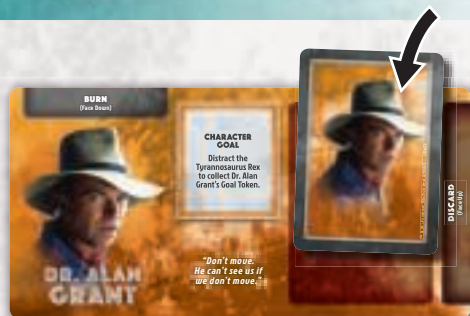 BURN
(Face Down)
CHARACTER
GOAL
Distract the
Tyrannosaurus Rex
to collect Dr. Alan
Grant's Goal Token.
"Don't move.
He can't see us if
we don't move."
DR. ALAN
GRANT
DISCARD
(Face Up)